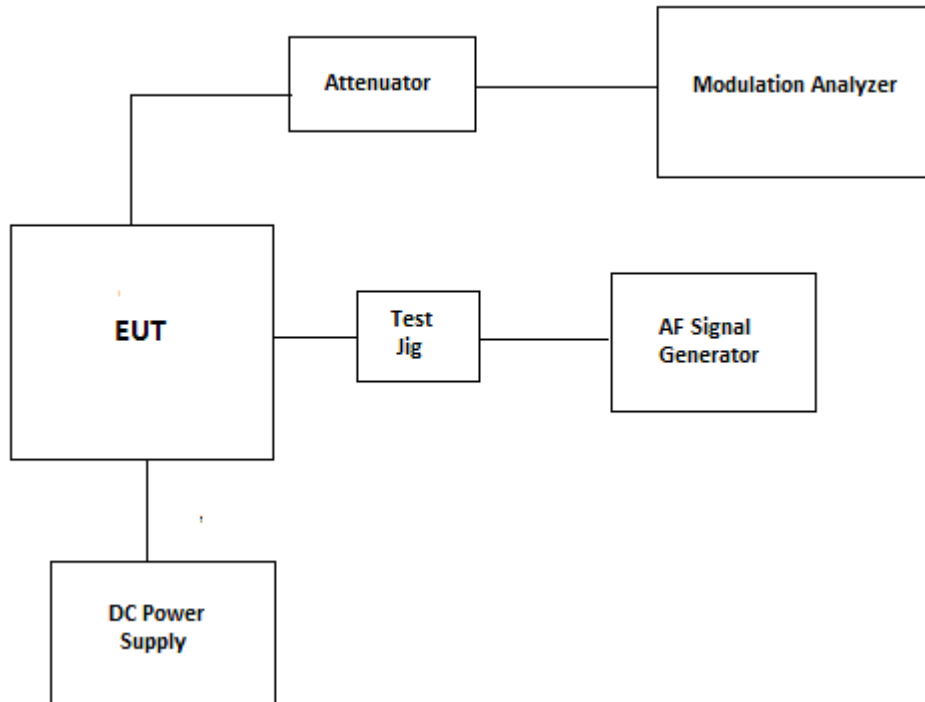 Attenuator
Modulation Analyzer
EUT
Test
Jig
AF Signal
Generator
DC Power
Supply